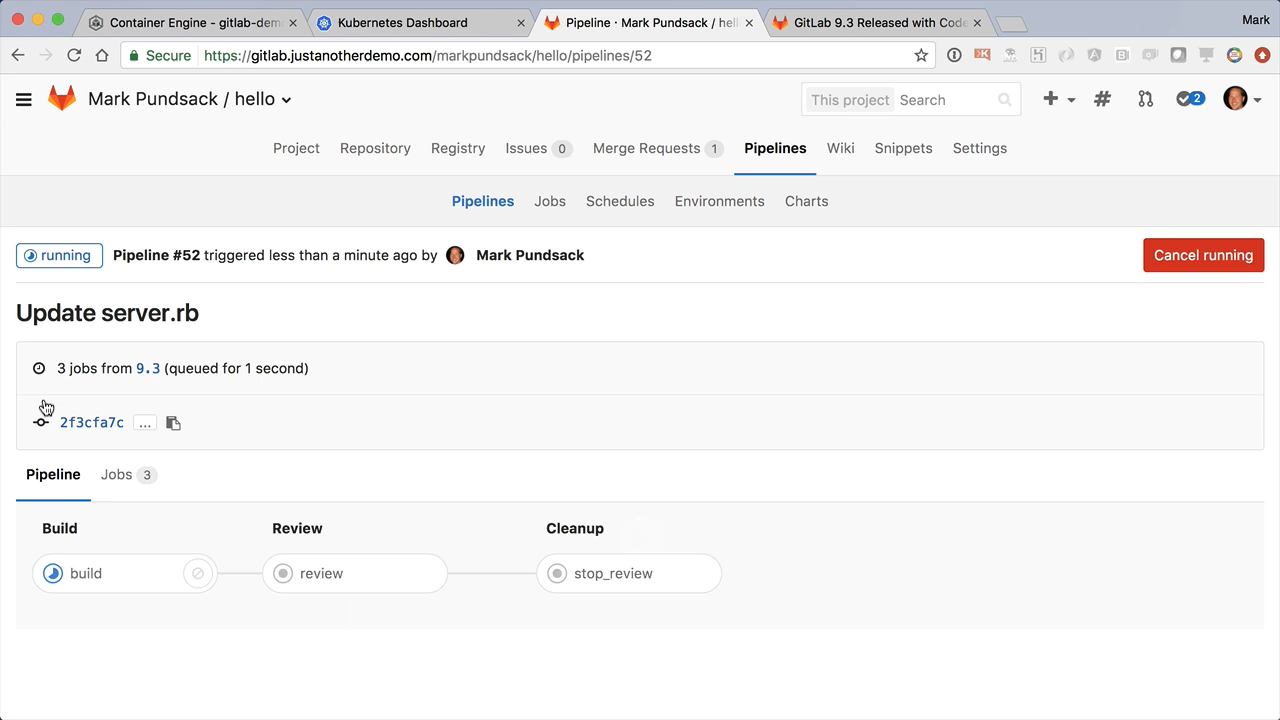 Container Engine - gitlab-dem
Kubernetes Dashboard
Pipeline · Mark Pundsack / hell
GitLab 9.3 Released with Code
Mark
Secure
https://gitlab.justanotherdemo.com/markpundsack/hello/pipelines/52
Mark Pundsack / hello
This project
Search
2
Project
Repository
Registry
Issues 0
Merge Requests 1
Pipelines
Wiki
Snippets
Settings
Pipelines
Jobs
Schedules
Environments
Charts
running
Pipeline #52 triggered less than a minute ago by
Mark Pundsack
Cancel running
Update server.rb
3 jobs from 9.3 (queued for 1 second)
2f3cfa7c ...
Pipeline
Jobs 3
Build
Review
Cleanup
build
review
stop_review